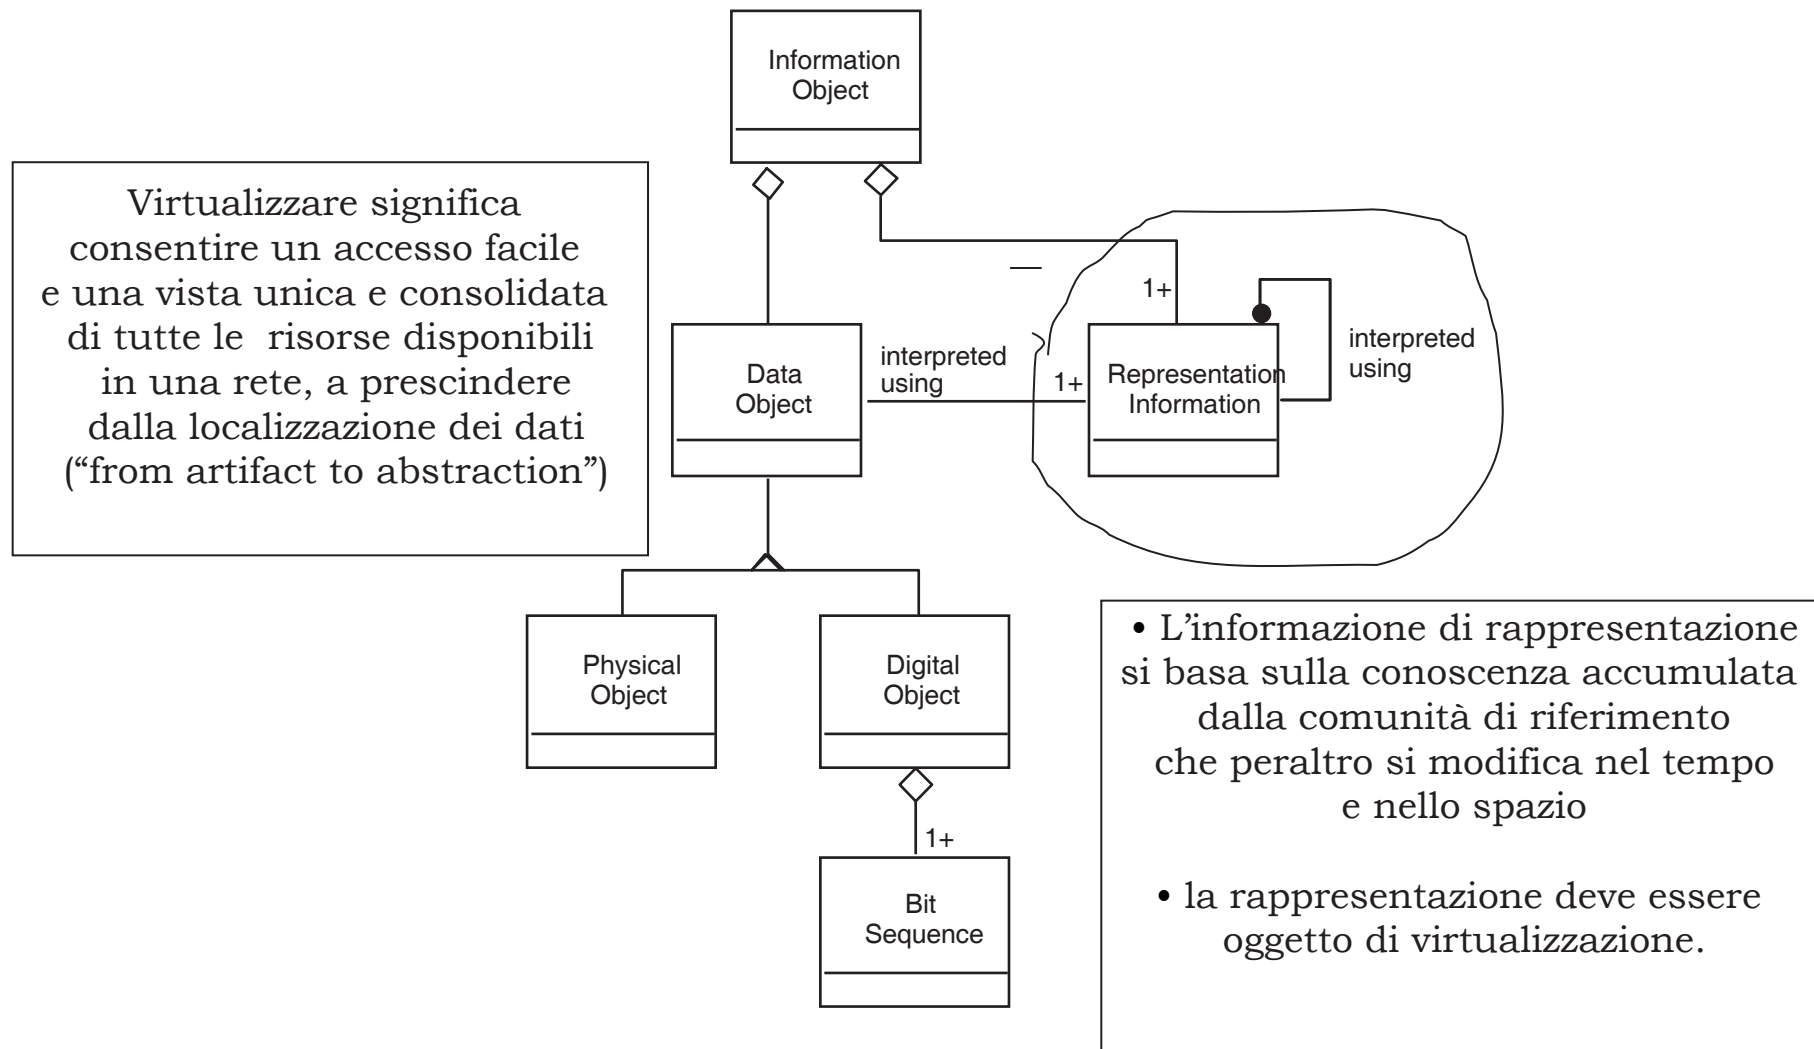 Information
Object
Virtualizzare significa
consentire un accesso facile
e una vista unica e consolidata
di tutte le risorse disponibili
in una rete, a prescindere
dalla localizzazione dei dati
(“from artifact to abstraction”)
1+
interpreted
using
Data
Object
interpreted
using
1+
Representation
Information
Physical
Object
Digital
Object
1+
Bit
Sequence
• L’informazione di rappresentazione
si basa sulla conoscenza accumulata
dalla comunità di riferimento
che peraltro si modifica nel tempo
e nello spazio
• la rappresentazione deve essere
oggetto di virtualizzazione.